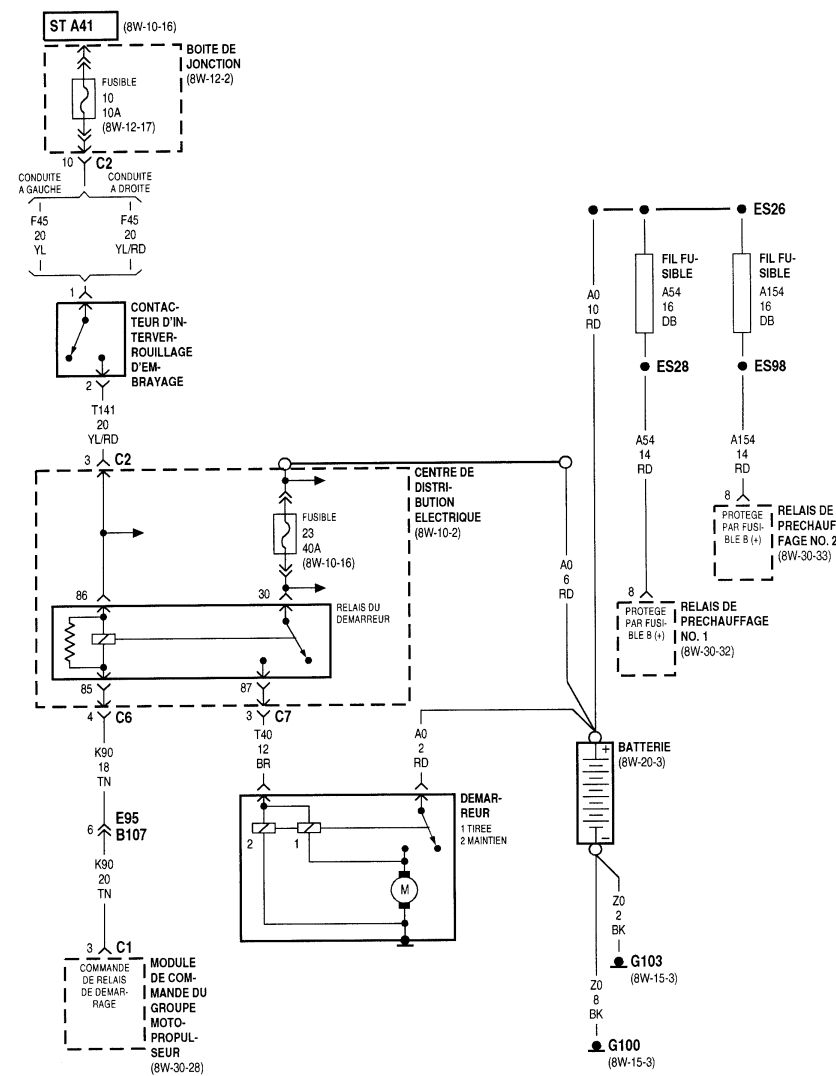 ST A41
(8W-10-16)
BOITE DE
JONCTION
(8W-12-2)
FUSIBLE
10
10A
(8W-12-17)
10
C2
CONDUITE
A GAUCHE
CONDUITE
A DROITE
F45
20
YL
F45
20
YL/RD
1
CONTAC-
TEUR D'IN-
TERVER-
ROUILLAGE
D'EM-
BRAYAGE
2
T141
20
YL/RD
3
C2
CENTRE DE
DISTRI-
BUTION
ELECTRIQUE
(8W-10-2)
FUSIBLE
23
40A
(8W-10-16)
86
30
RELAIS DU
DEMARREUR
85
87
4
C6
3
C7
K90
18
TN
T40
12
BR
A0
2
RD
6
E95
B107
K90
20
TN
3
C1
COMMANDE
DE RELAIS
DE DEMAR-
RAGE
MODULE
DE COM-
MANDE DU
GROUPE
MOTO-
PROPUL-
SEUR
(8W-30-28)
DEMAR-
REUR
1 TIREE
2 MAINTIEN
2
1
M
ES26
A0
10
RD
FIL FU-
SIBLE
A54
16
DB
FIL FU-
SIBLE
A154
16
DB
ES28
ES98
A54
14
RD
A154
14
RD
8
PROTEGE
PAR FUSI-
BLE B (+)
RELAIS DE
PRECHAUF-
FAGE NO. 2
(8W-30-33)
8
PROTEGE
PAR FUSI-
BLE B (+)
RELAIS DE
PRECHAUFFAGE
NO. 1
(8W-30-32)
A0
6
RD
+
BATTERIE
(8W-20-3)
-
Z0
2
BK
G103
(8W-15-3)
Z0
8
BK
G100
(8W-15-3)